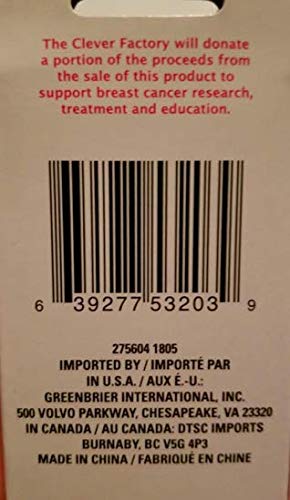 The Clever Factory will donate
a portion of the proceeds from
the sale of this product to
support breast cancer research,
treatment and education.
6 39277 53203 9
275604 1805
IMPORTED BY / IMPORTÉ PAR
IN U.S.A. / AUX É.-U.:
GREENBRIER INTERNATIONAL, INC.
500 VOLVO PARKWAY, CHESAPEAKE, VA 23320
IN CANADA / AU CANADA: DTSC IMPORTS
BURNABY, BC V5G 4P3
MADE IN CHINA / FABRIQUÉ EN CHINE